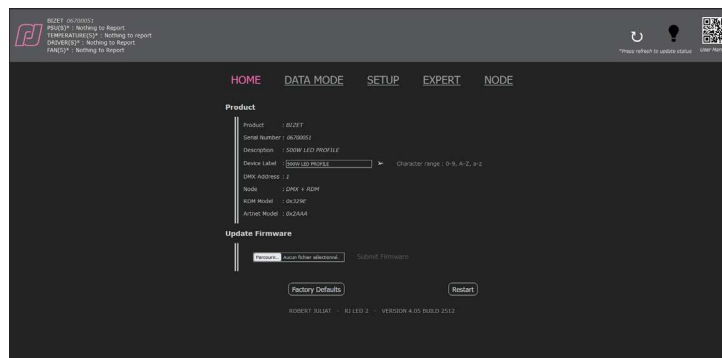 BIZET 06700051
PSU(S)* : Nothing to Report
TEMPERATURE(S)* : Nothing to report
DRIVER(S)* : Nothing to Report
FAN(S)* : Nothing to Report
*Press refresh to update status
User Man
HOME DATA MODE SETUP EXPERT NODE
Product
Product : BIZET
Serial Number : 06700051
Description : 500W LED PROFILE
Device Label : 500W LED PROFILE Character range : 0-9, A-Z, a-z
DMX Address : 1
Node : DMX + RDM
RDM Model : 0x329E
Artnet Model : 0x2AAA
Update Firmware
Parcourir... Aucun fichier sélectionné. Submit Firmware
Factory Defaults Restart
ROBERT JULIAT - RJ LED 2 - VERSION 4.05 BUILD 2512